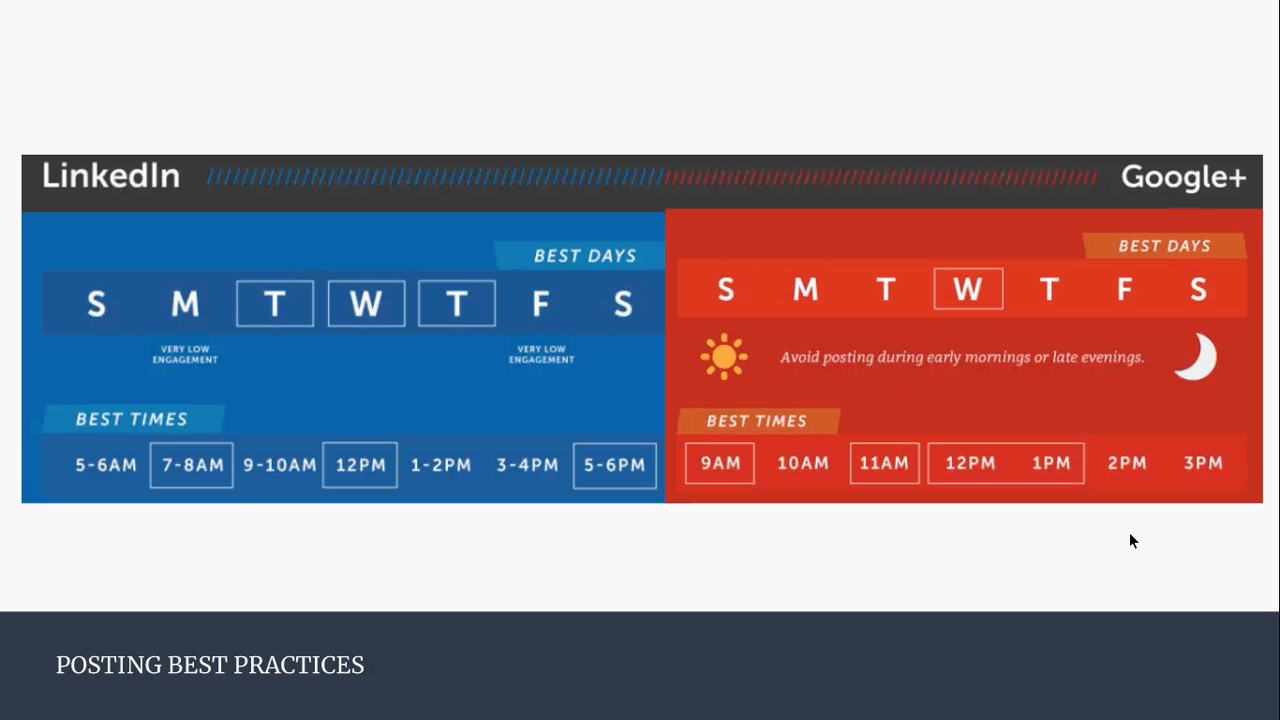 LinkedIn
Google+
BEST DAYS
S M T W T F S
VERY LOW
ENGAGEMENT
VERY LOW
ENGAGEMENT
BEST TIMES
5-6AM 7-8AM 9-10AM 12PM 1-2PM 3-4PM 5-6PM
BEST DAYS
S M T W T F S
Avoid posting during early mornings or late evenings.
BEST TIMES
9AM 10AM 11AM 12PM 1PM 2PM 3PM
POSTING BEST PRACTICES